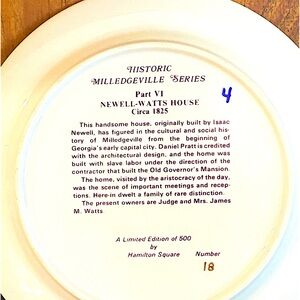 HISTORIC
MILLEDGEVILLE SERIES
Part VI
NEWELL-WATTS HOUSE
Circa 1825
4
This handsome house, originally built by Isaac
Newell, has figured in the cultural and social his-
tory of Milledgeville from the beginning of
Georgia's early capital city. Daniel Pratt is credited
with the architectural design, and the home was
built with slave labor under the direction of the
contractor that built the Old Governor's Mansion.
The home, visited by the aristocracy of the day,
was the scene of important meetings and recep-
tions. Here in dwelt a family of rare distinction.
The present owners are Judge and Mrs. James
M. Watts
A Limited Edition of 500
by
Hamilton Square
Number
18